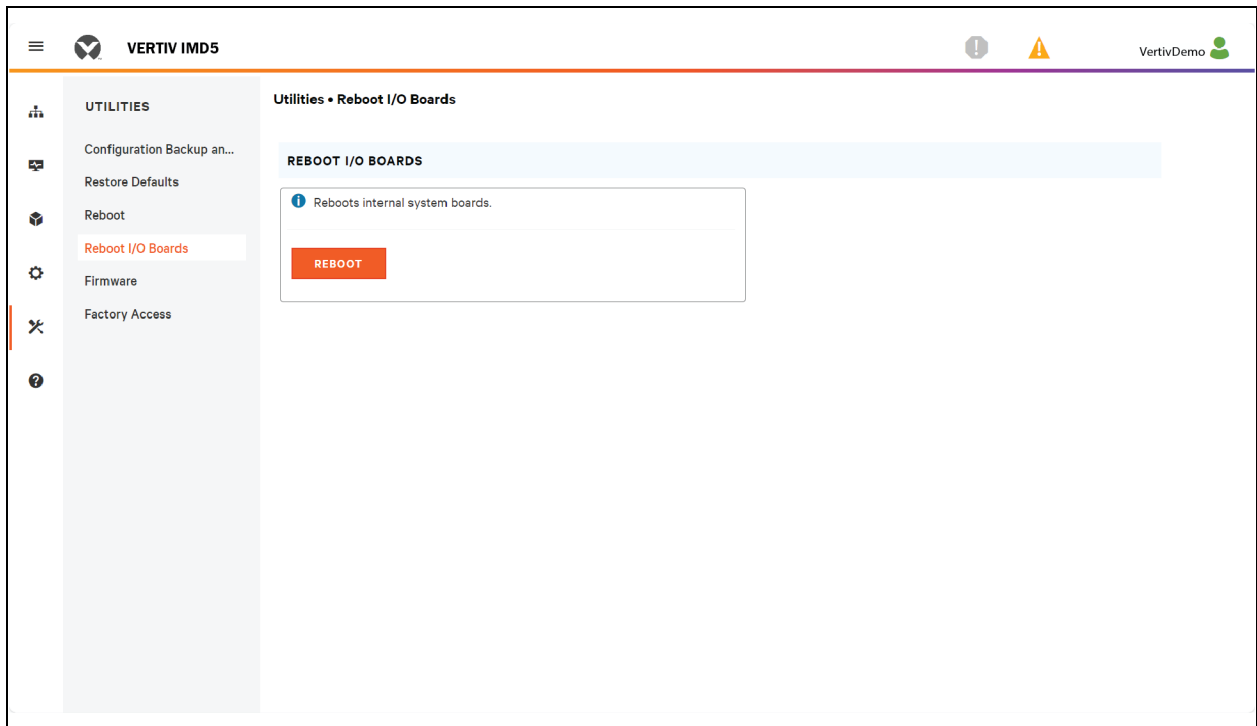 VERTIV IMD5
VertivDemo
UTILITIES
Configuration Backup an...
Restore Defaults
Reboot
Reboot I/O Boards
Firmware
Factory Access
Utilities • Reboot I/O Boards
REBOOT I/O BOARDS
Reboots internal system boards.
REBOOT